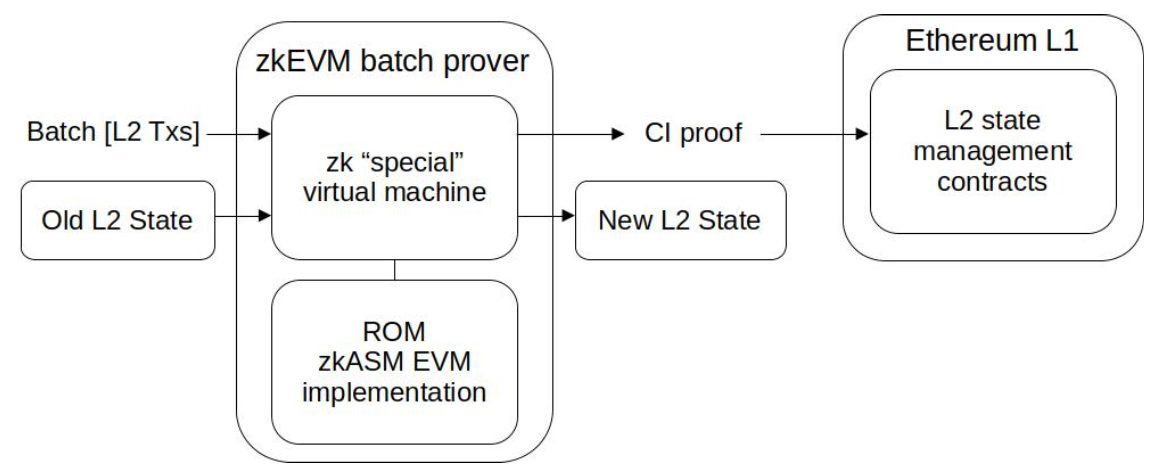 zkEVM batch prover
Batch [L2 Txs]
Old L2 State
zk “special”
virtual machine
ROM
zkASM EVM
implementation
CI proof
New L2 State
Ethereum L1
L2 state
management
contracts